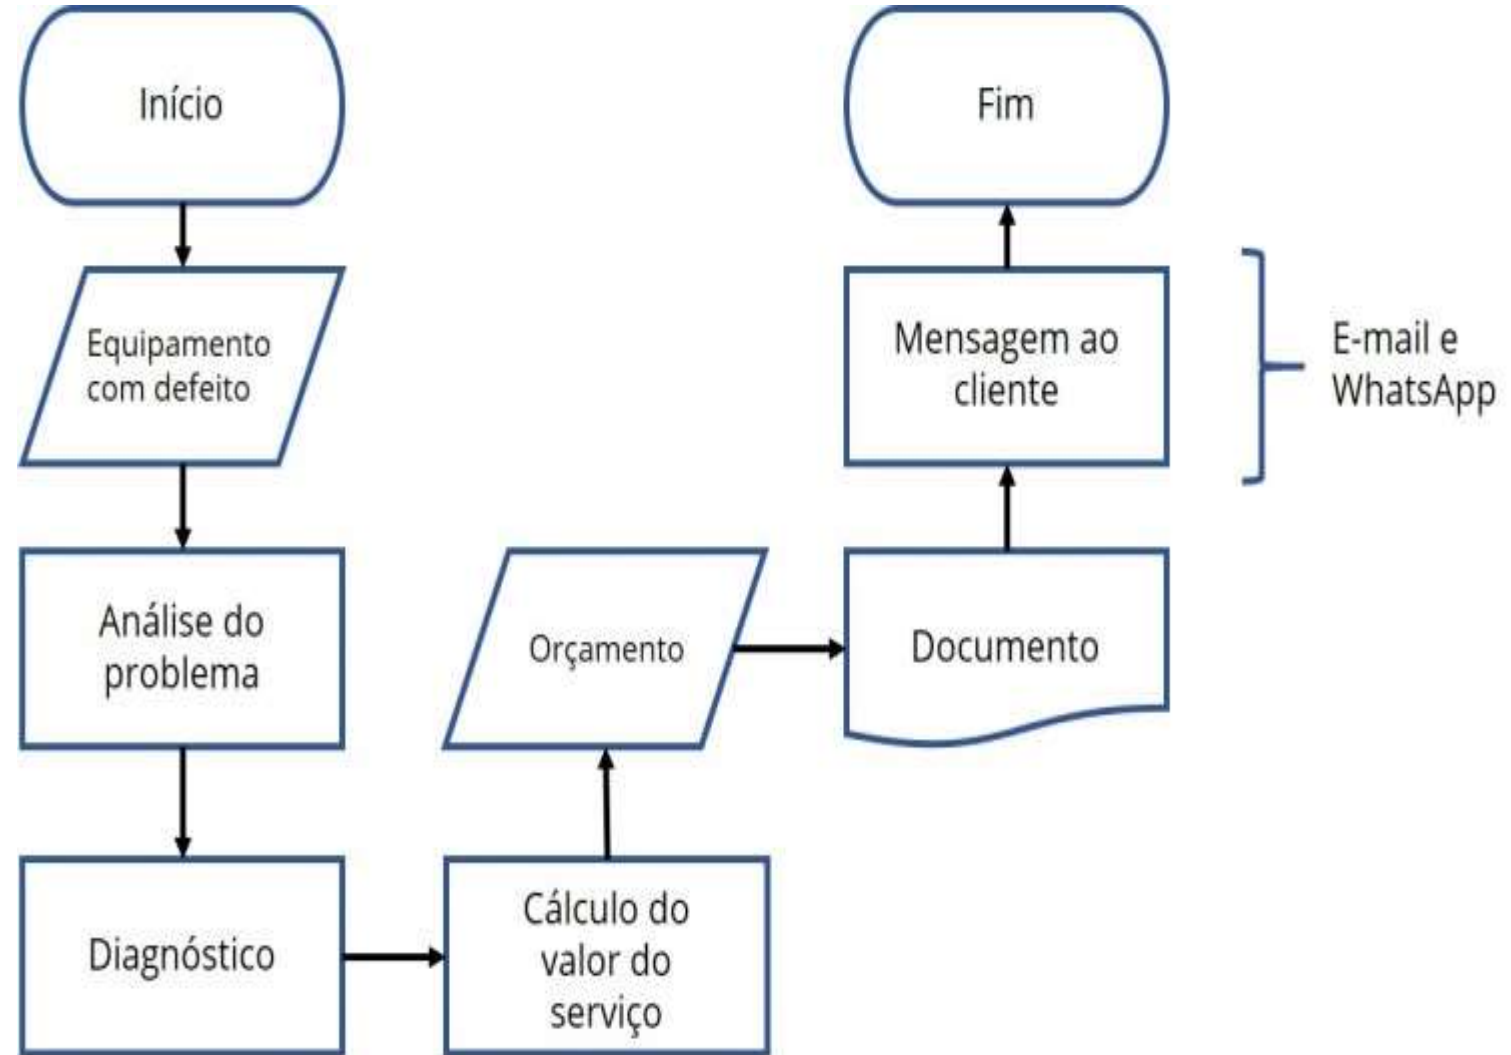 Início
Equipamento
com defeito
Análise do
problema
Diagnóstico
Cálculo do
valor do
serviço
Orçamento
Documento
Mensagem ao
cliente
E-mail e
WhatsApp
Fim